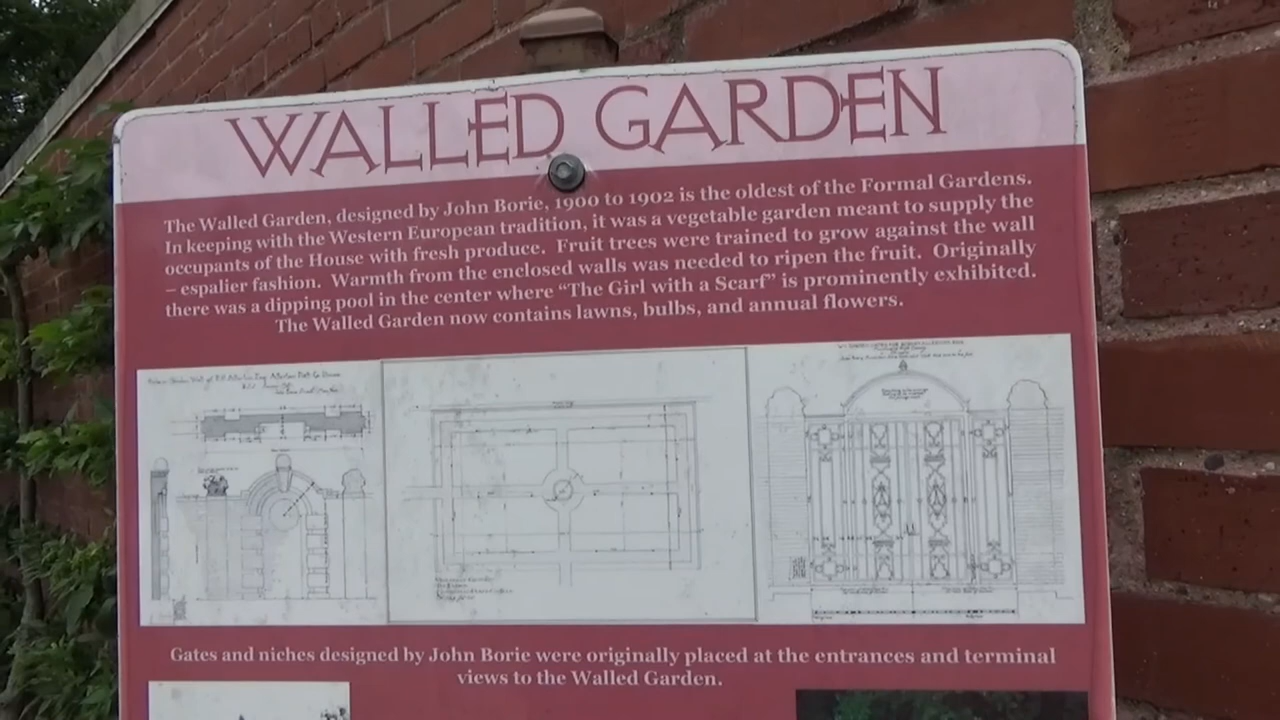 WALLED GARDEN
The Walled Garden, designed by John Borie, 1900 to 1902 is the oldest of the Formal Gardens.
In keeping with the Western European tradition, it was a vegetable garden meant to supply the
occupants of the House with fresh produce. Fruit trees were trained to grow against the wall
– espalier fashion. Warmth from the enclosed walls was needed to ripen the fruit. Originally
there was a dipping pool in the center where “The Girl with a Scarf” is prominently exhibited.
The Walled Garden now contains lawns, bulbs, and annual flowers.
Gates and niches designed by John Borie were originally placed at the entrances and terminal
views to the Walled Garden.